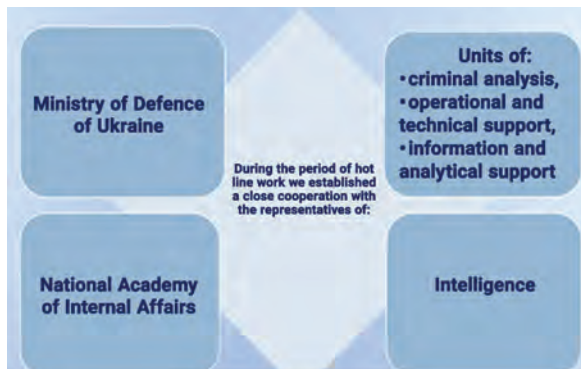 Ministry of Defence
of Ukraine
Units of:
•criminal analysis,
•operational and
technical support,
•information and
analytical support
During the period of hot
line work we established
a close cooperation with
the representatives of:
National Academy
of Internal Affairs
Intelligence